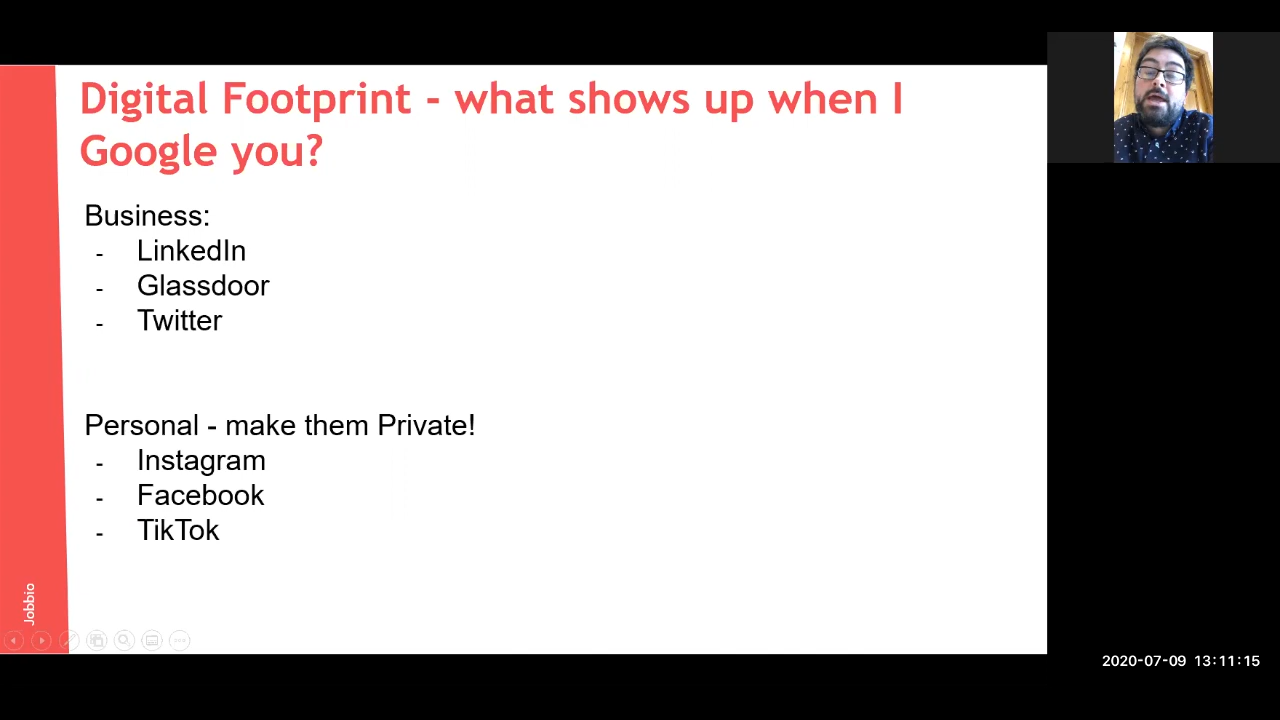 Digital Footprint - what shows up when I
Google you?
Business:
- LinkedIn
- Glassdoor
- Twitter
Personal - make them Private!
- Instagram
- Facebook
- TikTok
Jobbio
2020-07-09 13:11:15